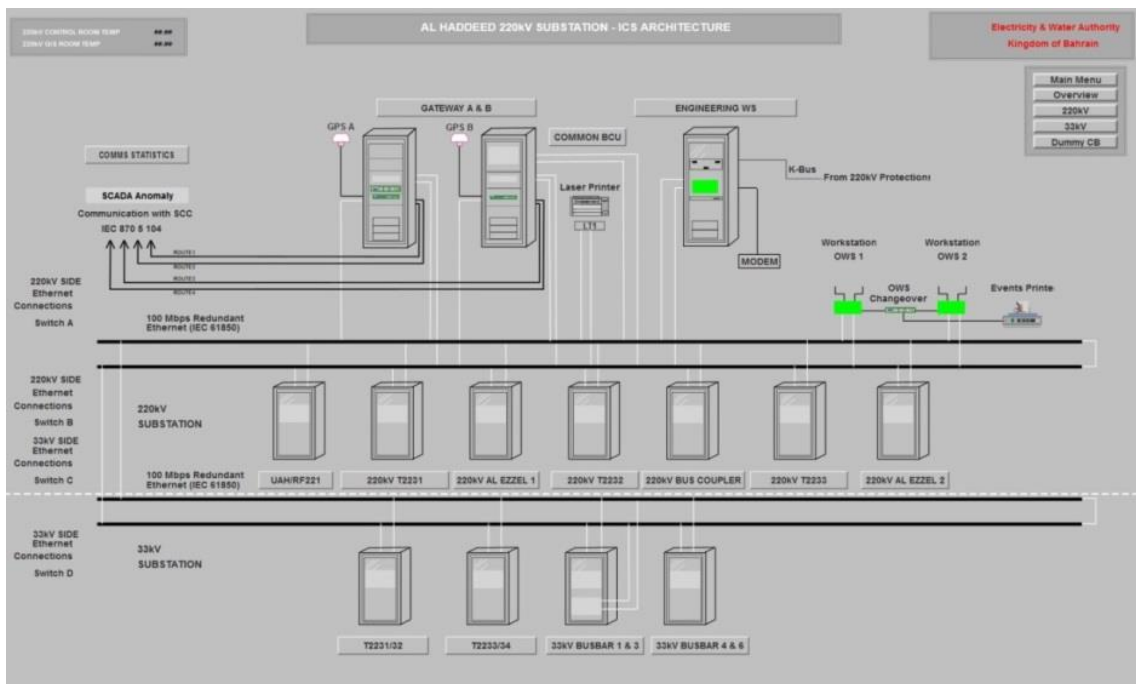 220kV CONTROL ROOM TEMP ##.##
220kV GIS ROOM TEMP ##.##
AL HADDEED 220kV SUBSTATION - ICS ARCHITECTURE
Electricity & Water Authority
Kingdom of Bahrain
Main Menu
Overview
220kV
33kV
Dummy CB
GATEWAY A & B
ENGINEERING WS
GPS A
GPS B
COMMON BCU
COMMS STATISTICS
K-Bus
From 220kV Protections
Laser Printer
LT1
SCADA Anomaly
Communication with SCC
IEC 870 5 104
ROUTE1
ROUTE2
ROUTE3
ROUTE4
MODEM
Workstation
OWS 1
Workstation
OWS 2
OWS
Changeover
Events Printe
220kV SIDE
Ethernet
Connections
Switch A
100 Mbps Redundant
Ethernet (IEC 61850)
220kV SIDE
Ethernet
Connections
Switch B
220kV
SUBSTATION
33kV SIDE
Ethernet
Connections
Switch C
100 Mbps Redundant
Ethernet (IEC 61850)
UAH/RF221
220kV T2231
220kV AL EZZEL 1
220kV T2232
220kV BUS COUPLER
220kV T2233
220kV AL EZZEL 2
33kV SIDE
Ethernet
Connections
Switch D
33kV
SUBSTATION
T2231/32
T2233/34
33kV BUSBAR 1 & 3
33kV BUSBAR 4 & 6